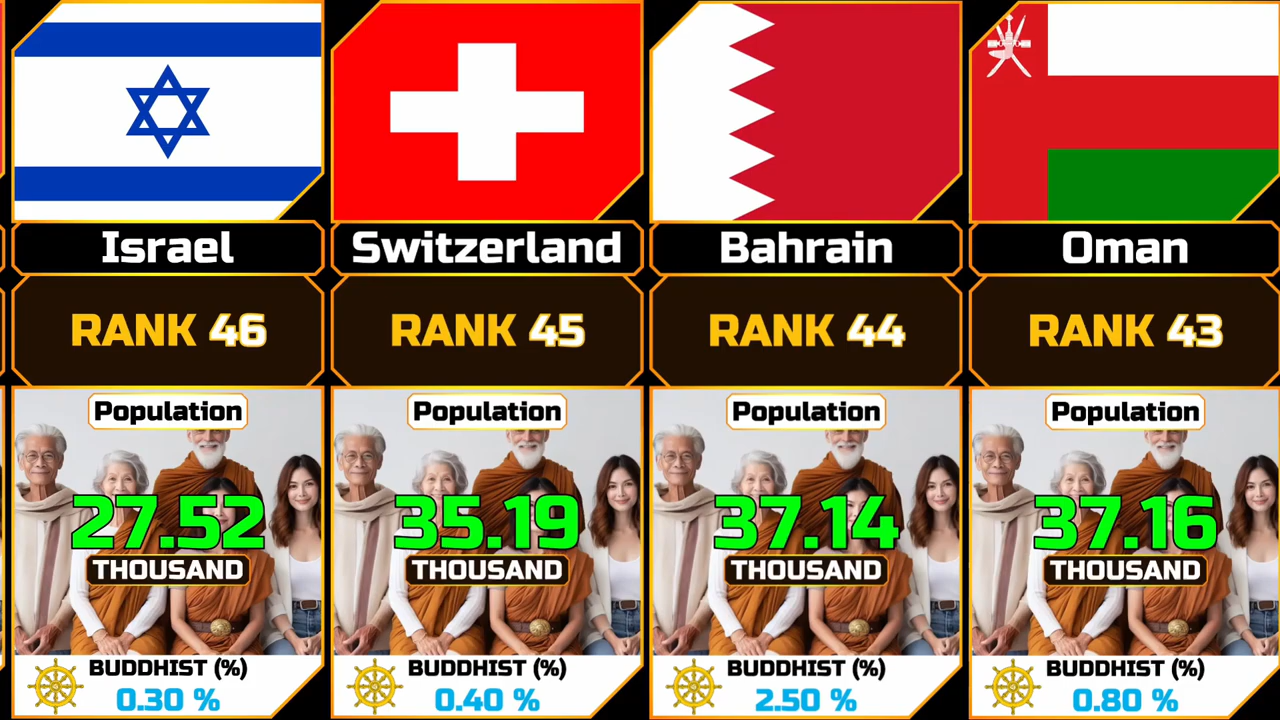 Israel
RANK 46
Population
27.52
THOUSAND
BUDDHIST (%)
0.30 %
Switzerland
RANK 45
Population
35.19
THOUSAND
BUDDHIST (%)
0.40 %
Bahrain
RANK 44
Population
37.14
THOUSAND
BUDDHIST (%)
2.50 %
Oman
RANK 43
Population
37.16
THOUSAND
BUDDHIST (%)
0.80 %